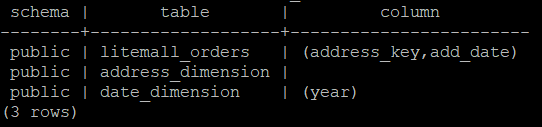 schema | table | column
--------+-------------------+-------------------------
public | litemall_orders | (address_key,add_date)
public | address_dimension |
public | date_dimension | (year)
(3 rows)